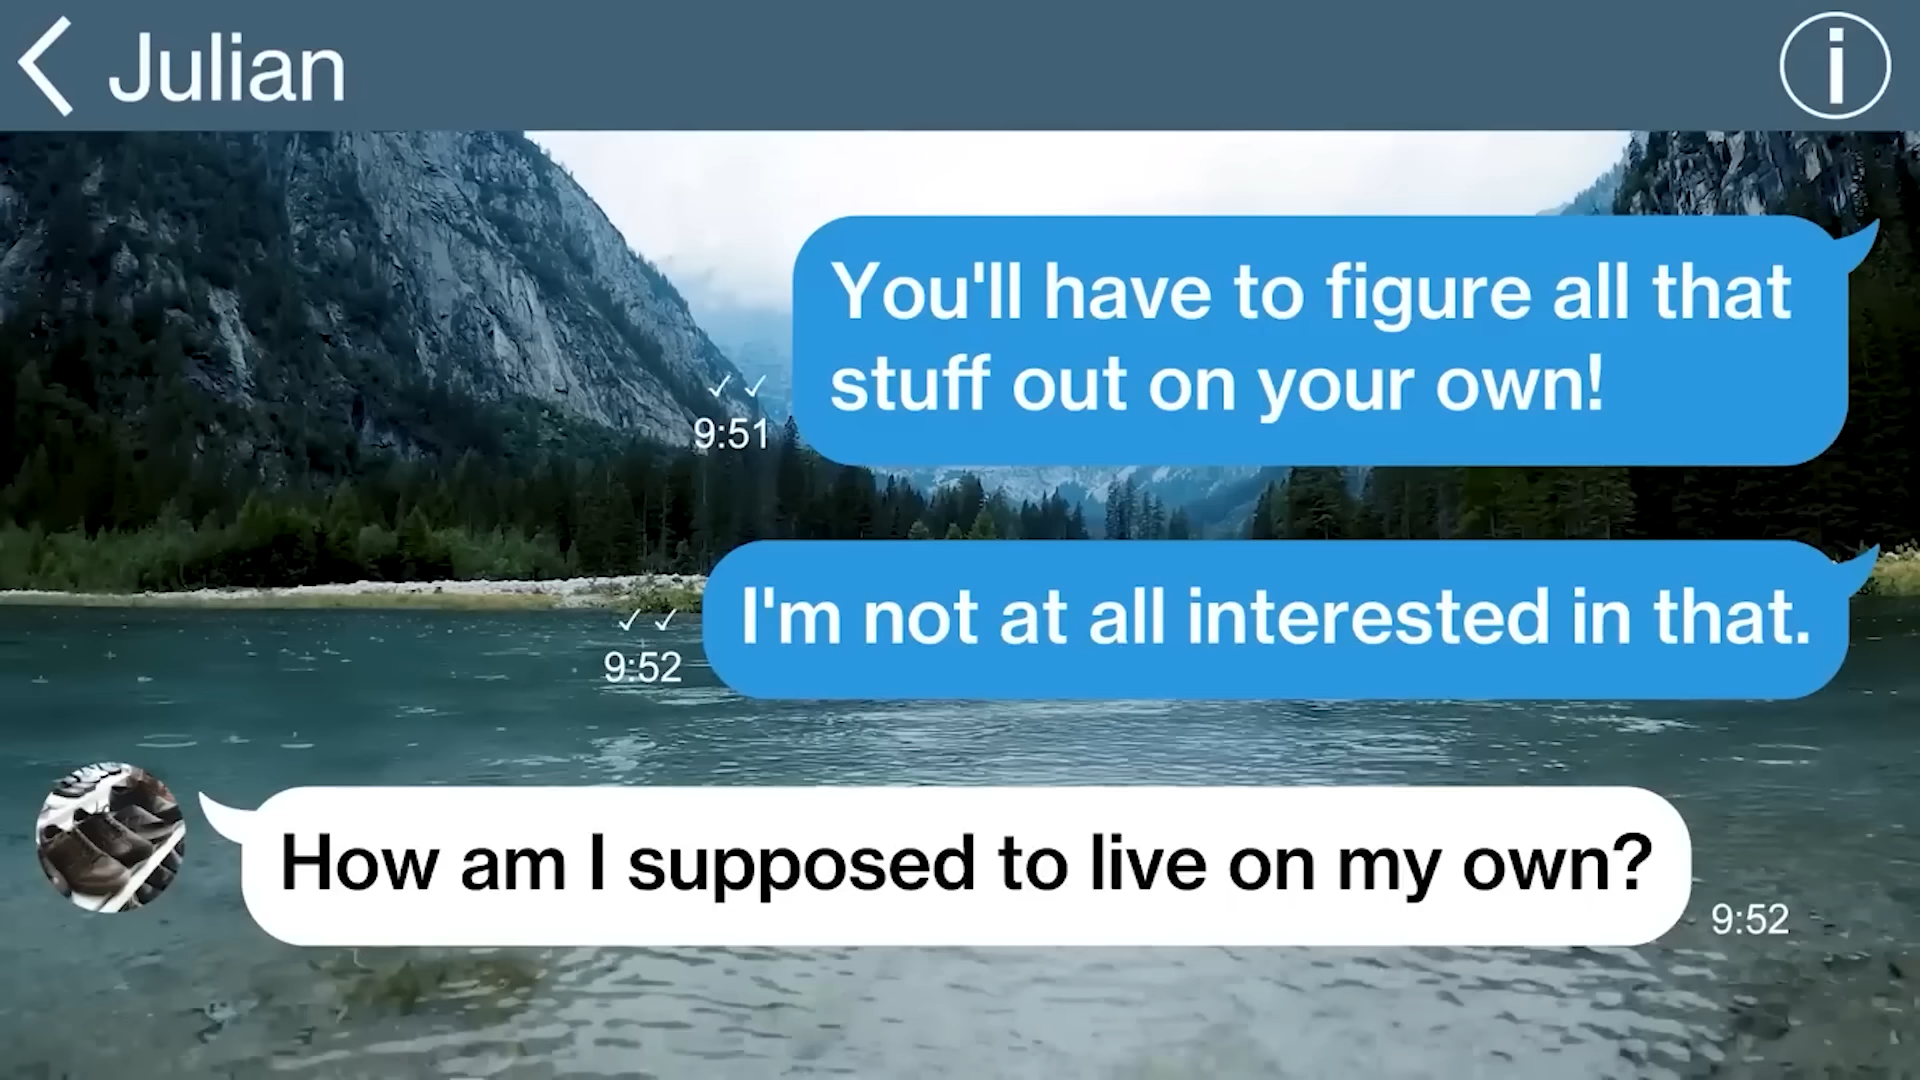 Julian
You'll have to figure all that
stuff out on your own!
9:51
I'm not at all interested in that.
9:52
How am I supposed to live on my own?
9:52